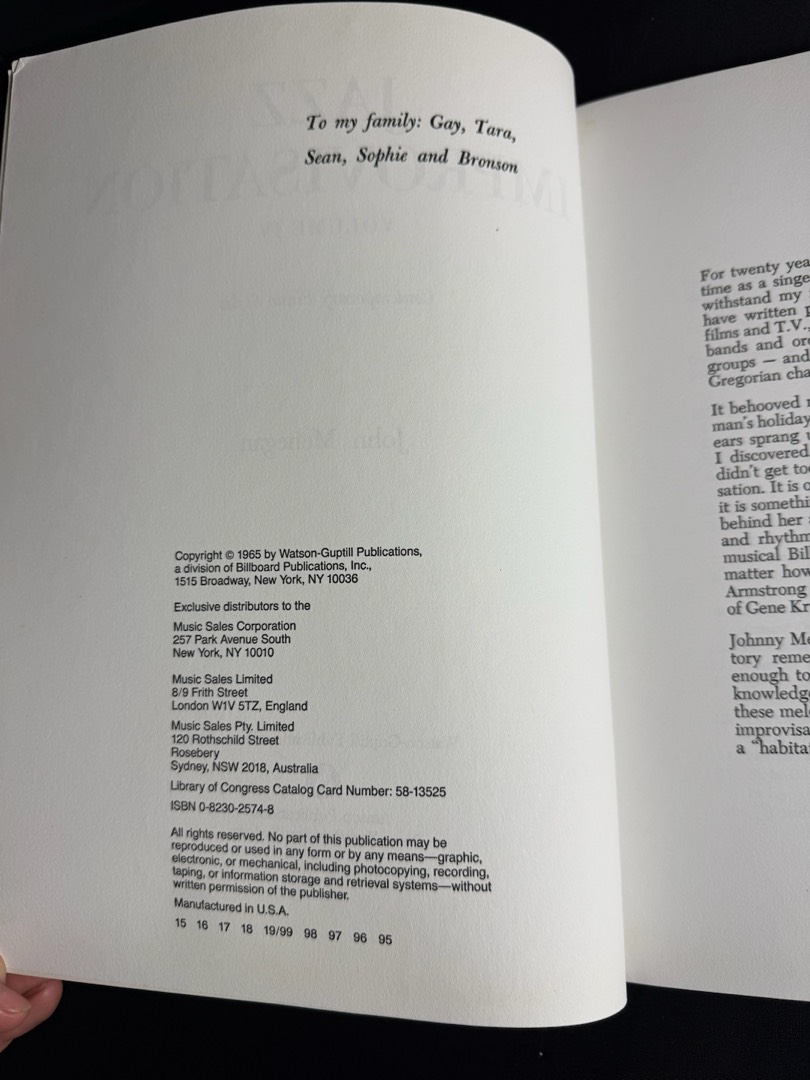 To my family: Gay, Tara,
Sean, Sophie and Bronson
Copyright © 1965 by Watson-Guptill Publications,
a division of Billboard Publications, Inc.,
1515 Broadway, New York, NY 10036
Exclusive distributors to the
Music Sales Corporation
257 Park Avenue South
New York, NY 10010
Music Sales Limited
8/9 Frith Street
London W1V 5TZ, England
Music Sales Pty. Limited
120 Rothschild Street
Rosebery
Sydney, NSW 2018, Australia
Library of Congress Catalog Card Number: 58-13525
ISBN 0-8230-2574-8
All rights reserved. No part of this publication may be
reproduced or used in any form or by any means—graphic,
electronic, or mechanical, including photocopying, recording,
taping, or information storage and retrieval systems—without
written permission of the publisher.
Manufactured in U.S.A.
15 16 17 18 19/99 98 97 96 95
For twenty yea
time as a singe
withstand my
have written
films and T.V.,
bands and orc
groups — and
Gregorian cha
It behooved
man's holiday
ears sprang
I discovered
didn't get too
sation. It is o
it is somethi
behind her
and rhythm
musical Bil
matter how
Armstrong
of Gene Kr
Johnny Me
tory reme
enough to
knowledge
these mel
improvisa
a "habita